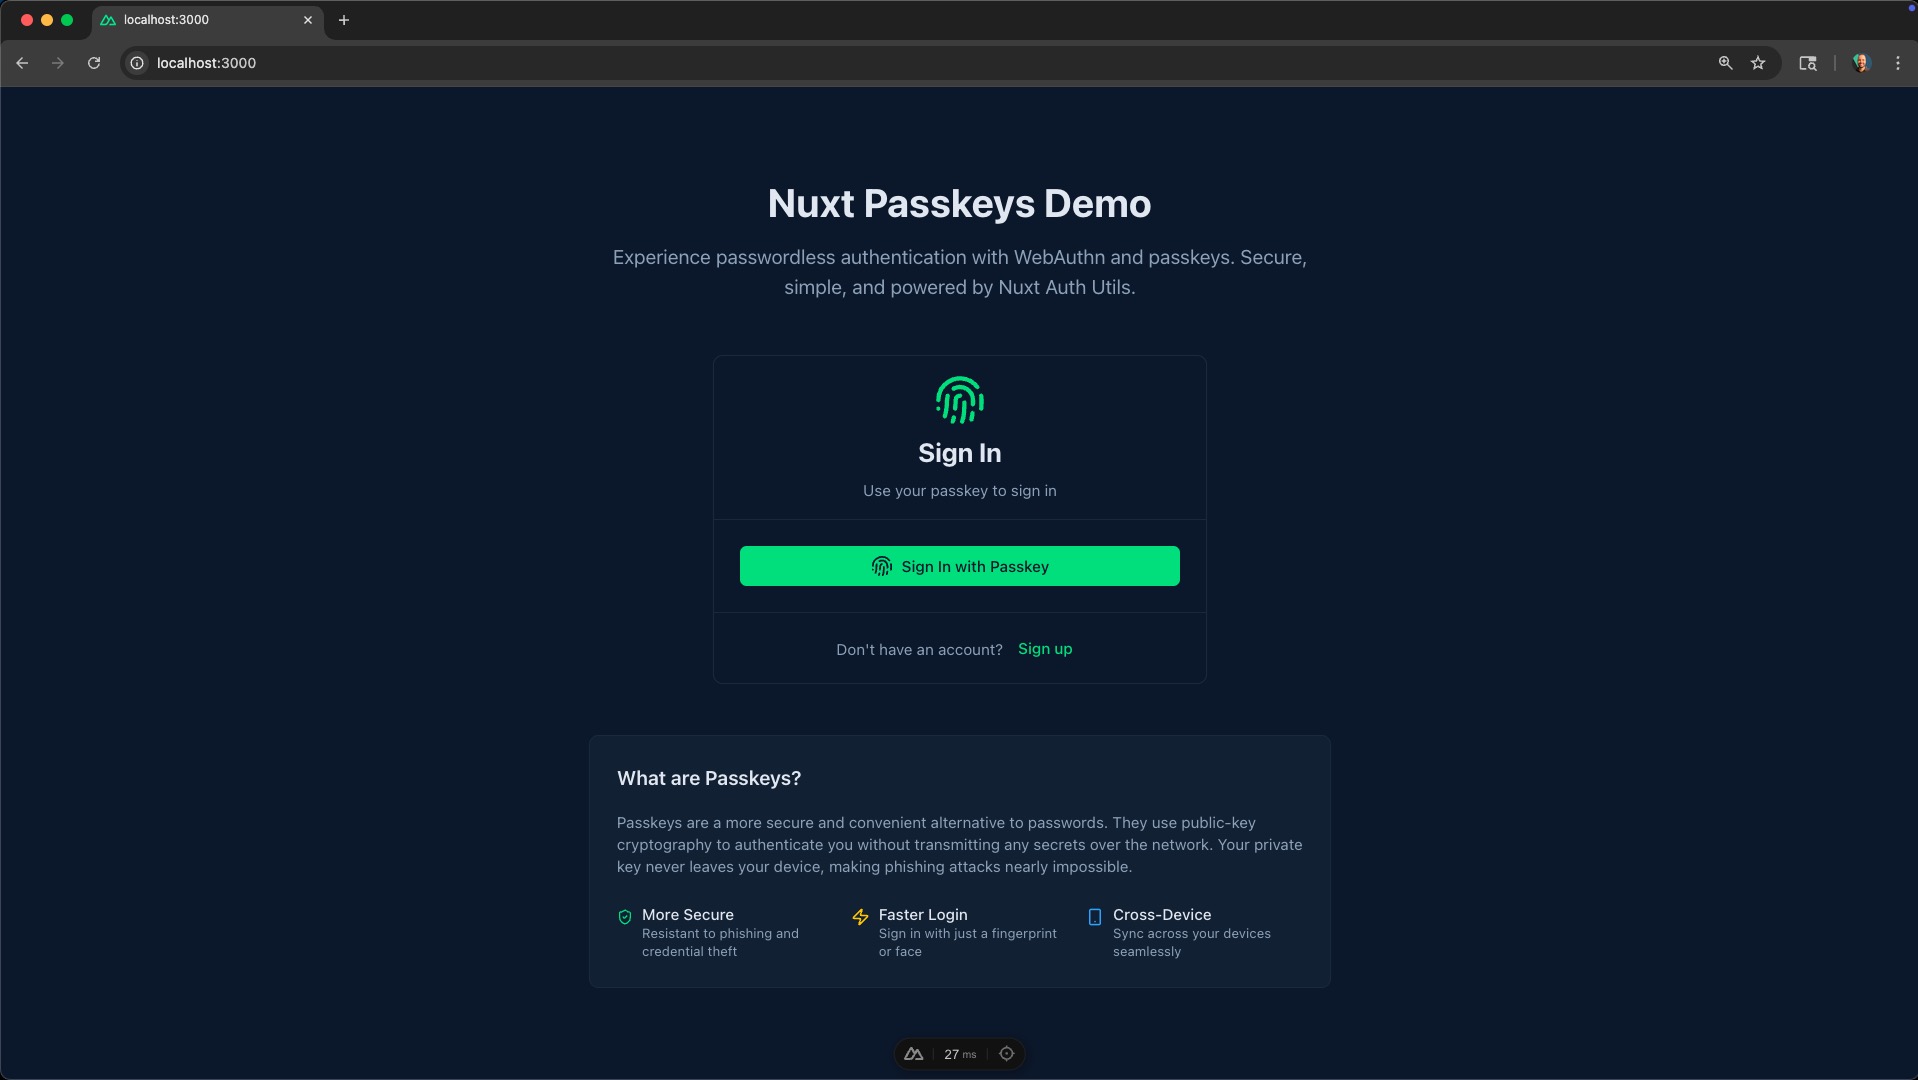 localhost:3000
localhost:3000
Nuxt Passkeys Demo
Experience passwordless authentication with WebAuthn and passkeys. Secure,
simple, and powered by Nuxt Auth Utils.
Sign In
Use your passkey to sign in
Sign In with Passkey
Don't have an account? Sign up
What are Passkeys?
Passkeys are a more secure and convenient alternative to passwords. They use public-key
cryptography to authenticate you without transmitting any secrets over the network. Your private
key never leaves your device, making phishing attacks nearly impossible.
More Secure
Resistant to phishing and
credential theft
Faster Login
Sign in with just a fingerprint
or face
Cross-Device
Sync across your devices
seamlessly
27 ms